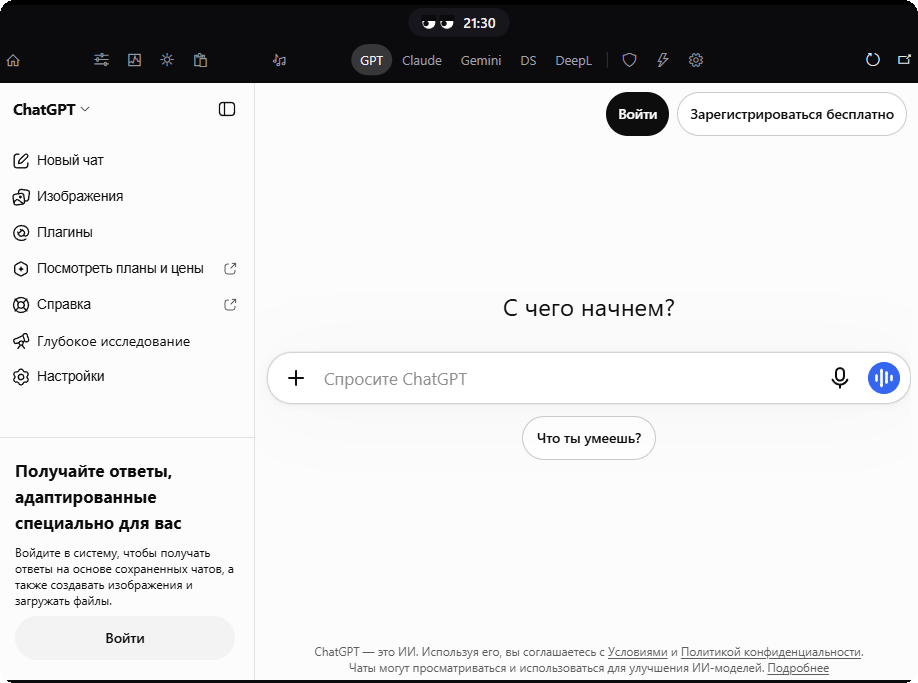 21:30
GPT Claude Gemini DS DeepL
ChatGPT
Войти
Зарегистрироваться бесплатно
Новый чат
Изображения
Плагины
Посмотреть планы и цены
Справка
Глубокое исследование
Настройки
С чего начнем?
Спросите ChatGPT
Что ты умеешь?
Получайте ответы,
адаптированные
специально для вас
Войдите в систему, чтобы получать
ответы на основе сохраненных чатов, а
также создавать изображения и
загружать файлы.
Войти
ChatGPT — это ИИ. Используя его, вы соглашаетесь с Условиями и Политикой конфиденциальности.
Чаты могут просматриваться и использоваться для улучшения ИИ-моделей. Подробнее